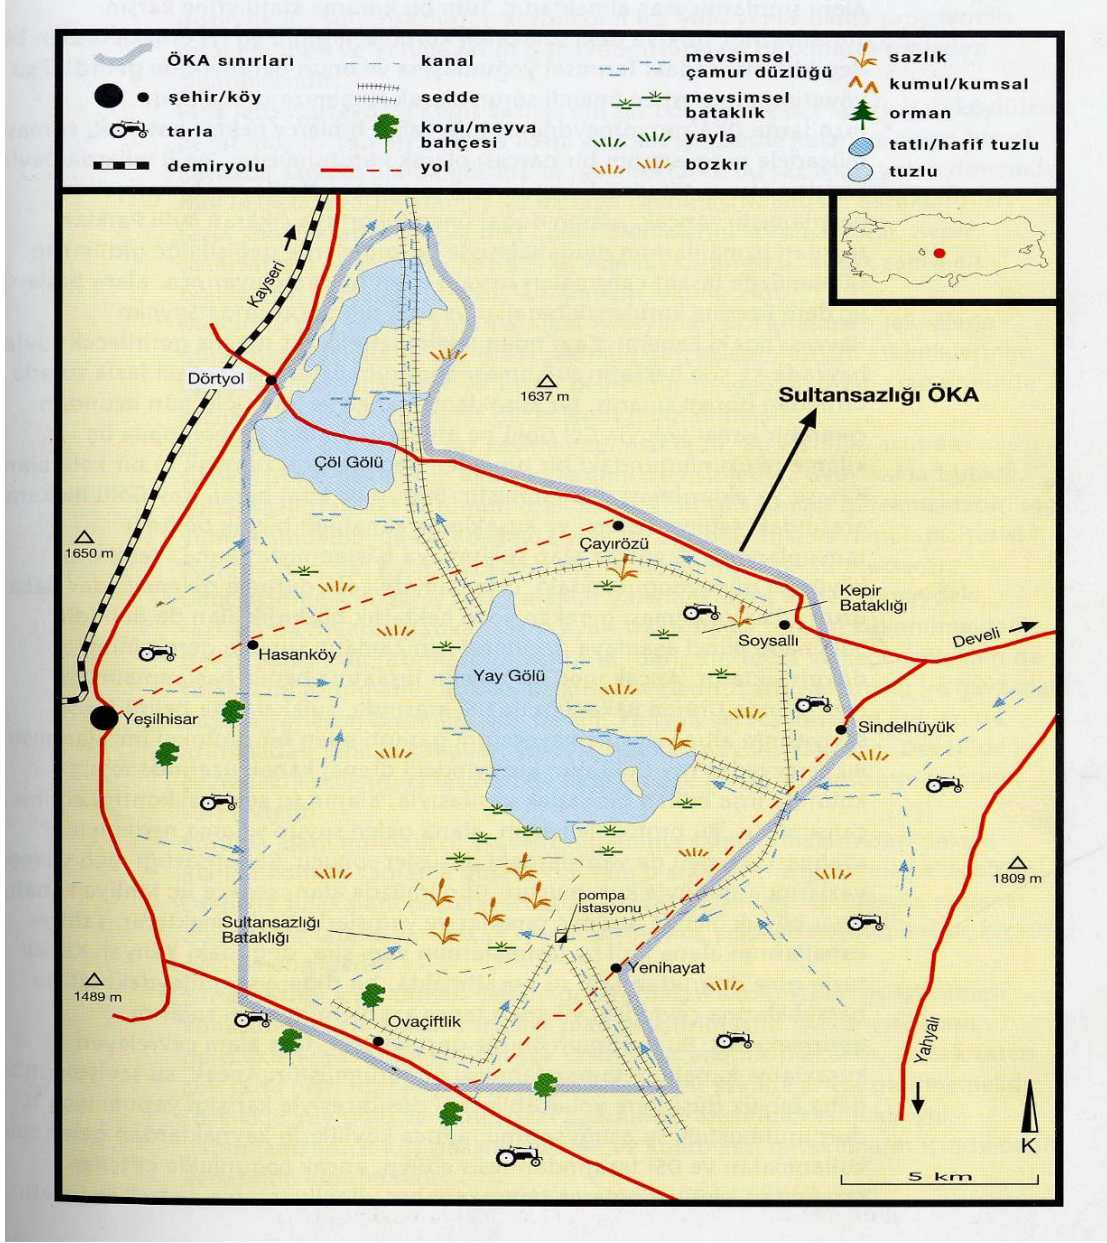 ÖKA sınırları
şehir/köy
tarla
demiryolu
kanal
sedde
koru/meyva
bahçesi
yol
mevsimsel
çamur düzlüğü
mevsimsel
bataklık
yayla
bozkır
sazlık
kumul/kumsal
orman
tatlı/hafif tuzlu
tuzlu
Kayseri
Dörtyol
1637 m
Sultansazlığı ÖKA
Çöl Gölü
1650 m
Çayırözü
Kepir
Bataklığı
Soysallı
Develi
Hasanköy
Yay Gölü
Yeşilhisar
Sindelhüyük
1809 m
pompa
istasyonu
Sultansazlığı
Bataklığı
Yenihayat
1489 m
Ovaçiftlik
Yahyalı
K
5 km